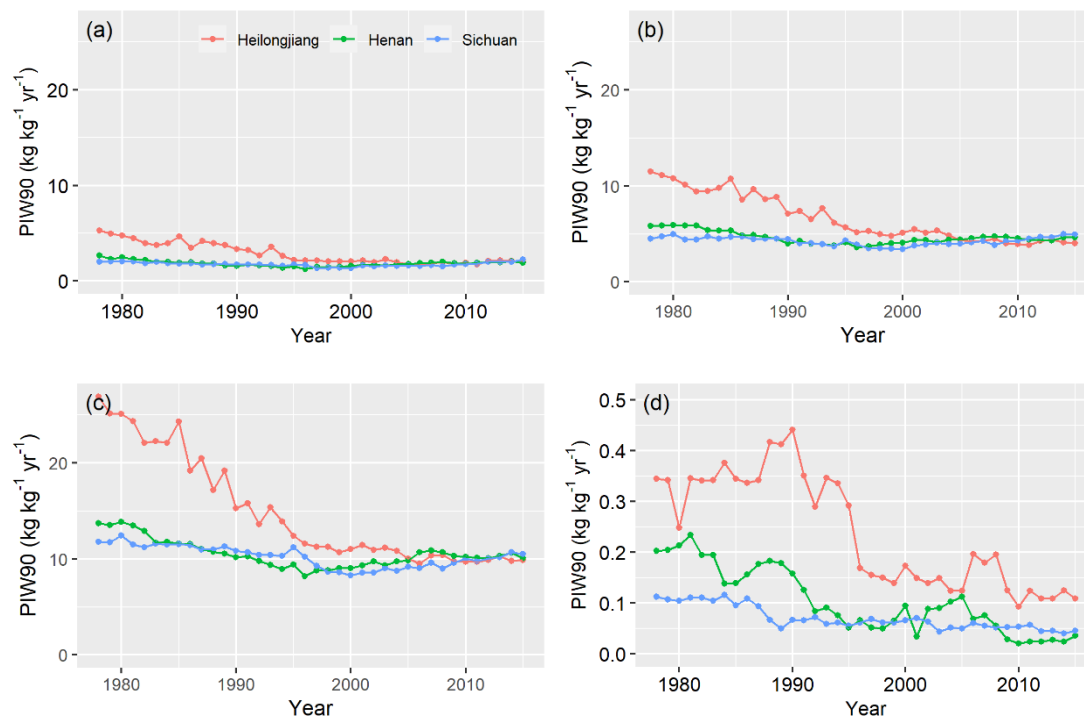 (a)
Heilongjiang Henan Sichuan
PIW90 (kg kg⁻¹ yr⁻¹)
20
10
0
1980 1990 2000 2010
Year
(b)
PIW90 (kg kg⁻¹ yr⁻¹)
20
10
0
1980 1990 2000 2010
Year
(c)
PIW90 (kg kg⁻¹ yr⁻¹)
20
10
0
1980 1990 2000 2010
Year
(d)
PIW90 (kg kg⁻¹ yr⁻¹)
0.5
0.4
0.3
0.2
0.1
0.0
1980 1990 2000 2010
Year